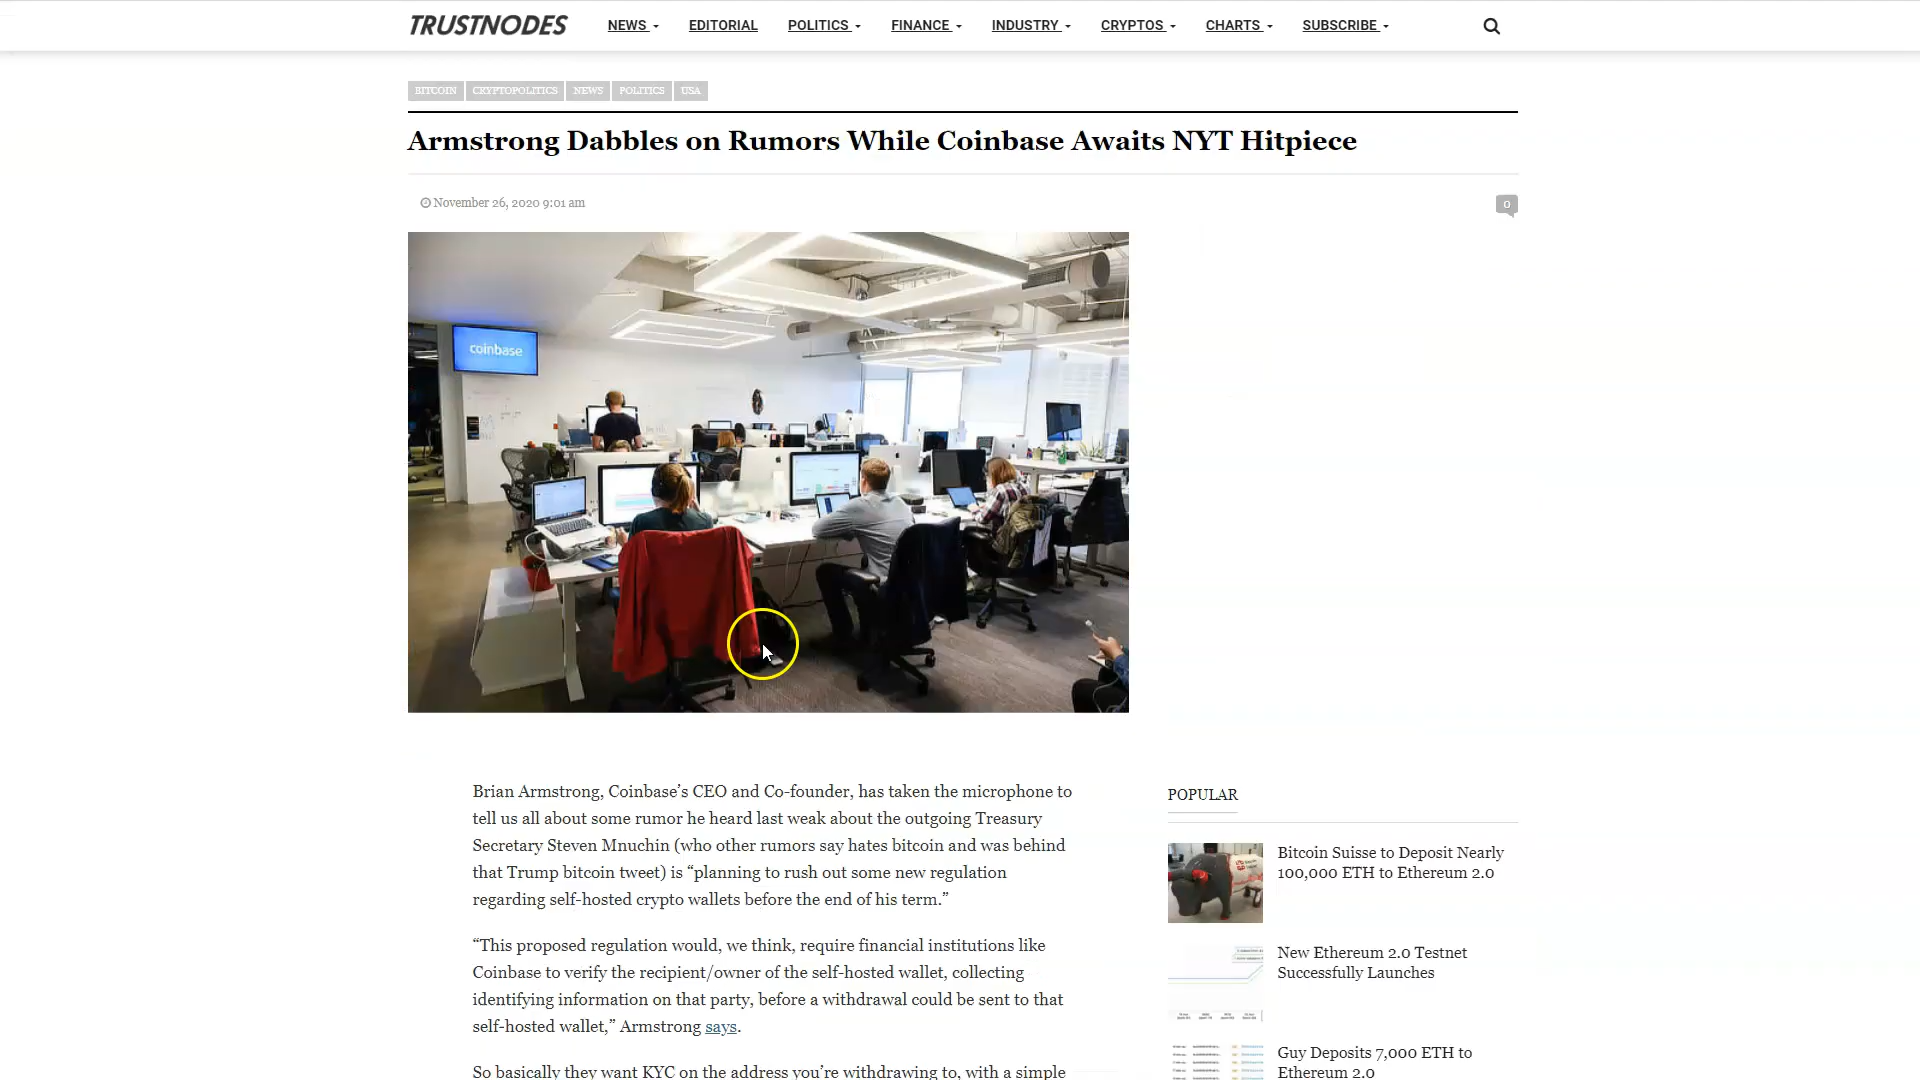 TRUSTNODES
NEWS
EDITORIAL
POLITICS
FINANCE
INDUSTRY
CRYPTOS
CHARTS
SUBSCRIBE
BITCOIN
CRYPTOPOLITICS
NEWS
POLITICS
USA
Armstrong Dabbles on Rumors While Coinbase Awaits NYT Hitpiece
November 26, 2020 9:01 am
0
coinbase
Brian Armstrong, Coinbase’s CEO and Co-founder, has taken the microphone to
tell us all about some rumor he heard last weak about the outgoing Treasury
Secretary Steven Mnuchin (who other rumors say hates bitcoin and was behind
that Trump bitcoin tweet) is “planning to rush out some new regulation
regarding self-hosted crypto wallets before the end of his term.”
“This proposed regulation would, we think, require financial institutions like
Coinbase to verify the recipient/owner of the self-hosted wallet, collecting
identifying information on that party, before a withdrawal could be sent to that
self-hosted wallet,” Armstrong says.
So basically they want KYC on the address you’re withdrawing to, with a simple
POPULAR
Bitcoin Suisse to Deposit Nearly
100,000 ETH to Ethereum 2.0
New Ethereum 2.0 Testnet
Successfully Launches
Guy Deposits 7,000 ETH to
Ethereum 2.0